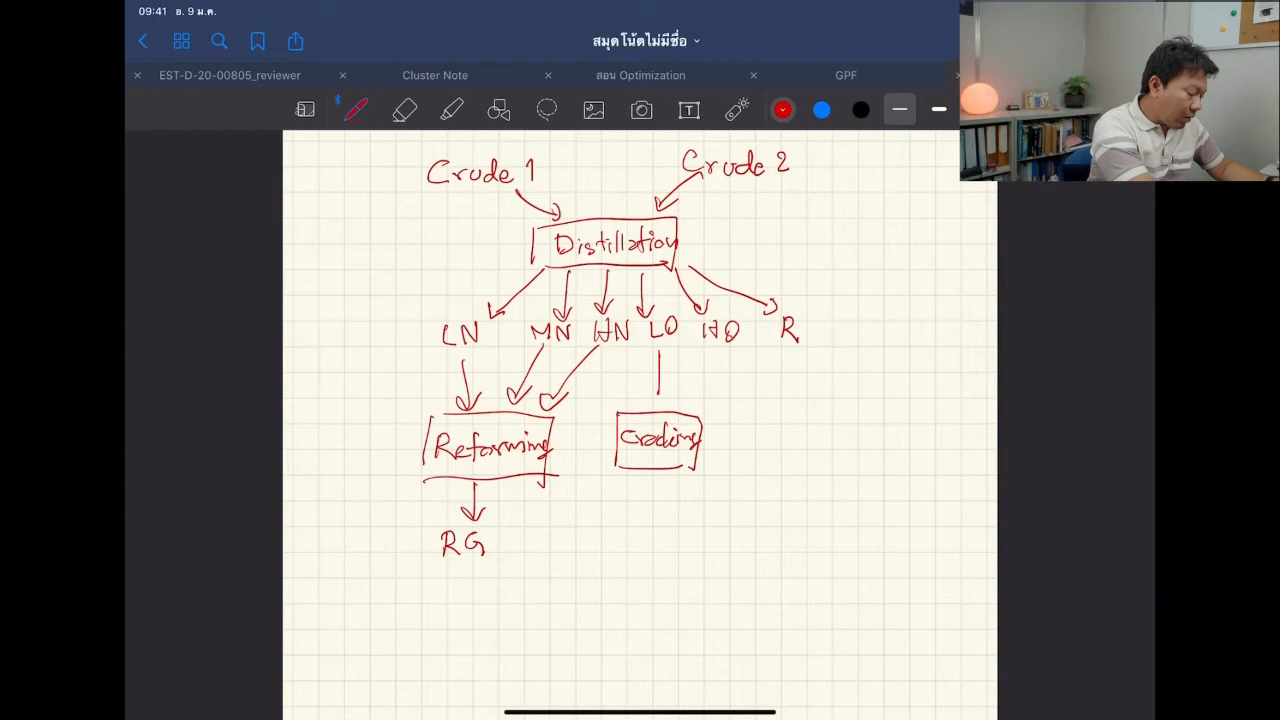 09:41 อ. 9 ม.ค.
สมุดโน้ตไม่มีชื่อ
EST-D-20-00805_reviewer
Cluster Note
สอน Optimization
GPF
Crude 1
Crude 2
Distillation
LN MN HN LO HO R
Reforming
Cracking
RG